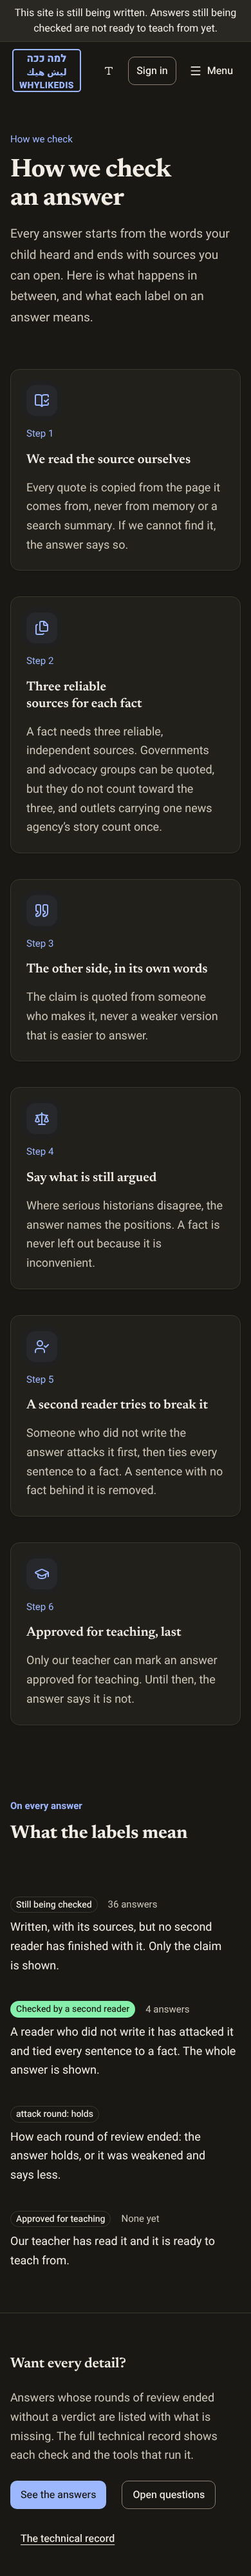 This site is still being written. Answers still being
checked are not ready to teach from yet.
למה ככה
ليش هيك
WHYLIKEDIS
T
Sign in
Menu
How we check
How we check
an answer
Every answer starts from the words your
child heard and ends with sources you
can open. Here is what happens in
between, and what each label on an
answer means.
Step 1
We read the source ourselves
Every quote is copied from the page it
comes from, never from memory or a
search summary. If we cannot find it,
the answer says so.
Step 2
Three reliable
sources for each fact
A fact needs three reliable,
independent sources. Governments
and advocacy groups can be quoted,
but they do not count toward the
three, and outlets carrying one news
agency's story count once.
Step 3
The other side, in its own words
The claim is quoted from someone
who makes it, never a weaker version
that is easier to answer.
Step 4
Say what is still argued
Where serious historians disagree, the
answer names the positions. A fact is
never left out because it is
inconvenient.
Step 5
A second reader tries to break it
Someone who did not write the
answer attacks it first, then ties every
sentence to a fact. A sentence with no
fact behind it is removed.
Step 6
Approved for teaching, last
Only our teacher can mark an answer
approved for teaching. Until then, the
answer says it is not.
On every answer
What the labels mean
Still being checked 36 answers
Written, with its sources, but no second
reader has finished with it. Only the claim
is shown.
Checked by a second reader 4 answers
A reader who did not write it has attacked it
and tied every sentence to a fact. The whole
answer is shown.
attack round: holds
How each round of review ended: the
answer holds, or it was weakened and
says less.
Approved for teaching None yet
Our teacher has read it and it is ready to
teach from.
Want every detail?
Answers whose rounds of review ended
without a verdict are listed with what is
missing. The full technical record shows
each check and the tools that run it.
See the answers
Open questions
The technical record